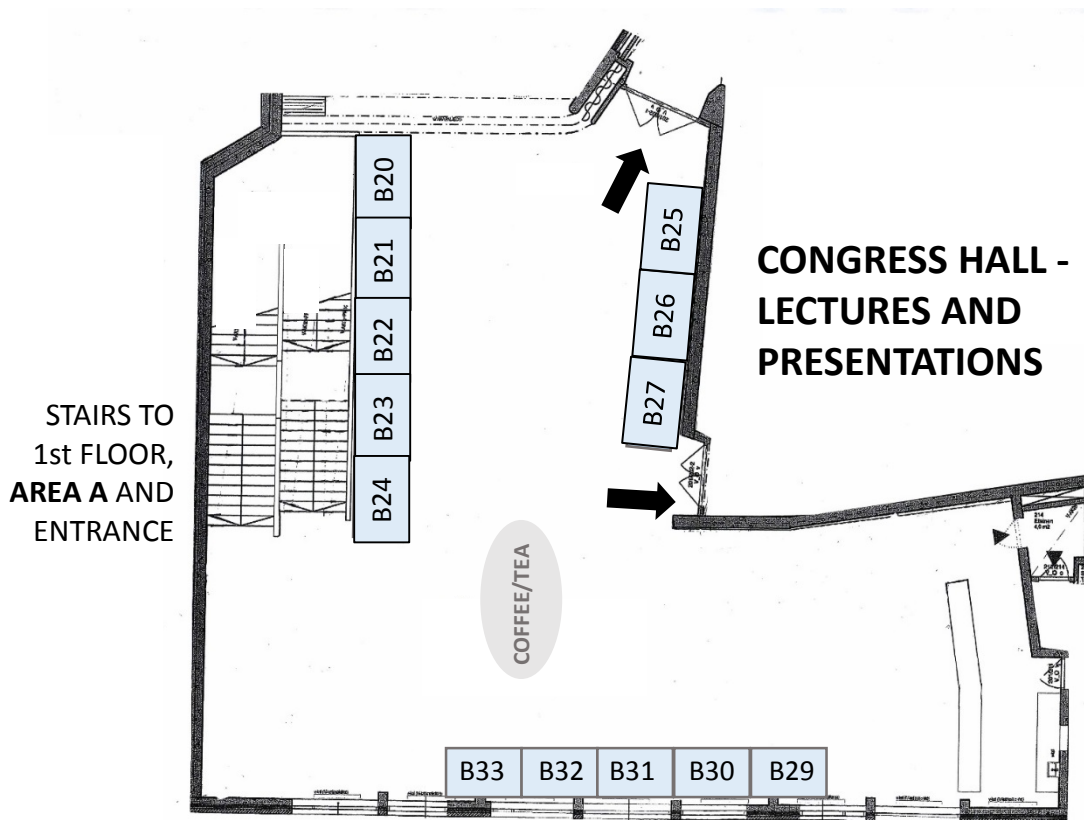 B20
B21
B22
B23
B24
B25
B26
B27
CONGRESS HALL -
LECTURES AND
PRESENTATIONS
STAIRS TO
1st FLOOR,
AREA A AND
ENTRANCE
COFFEE/TEA
214
B33
B32
B31
B30
B29